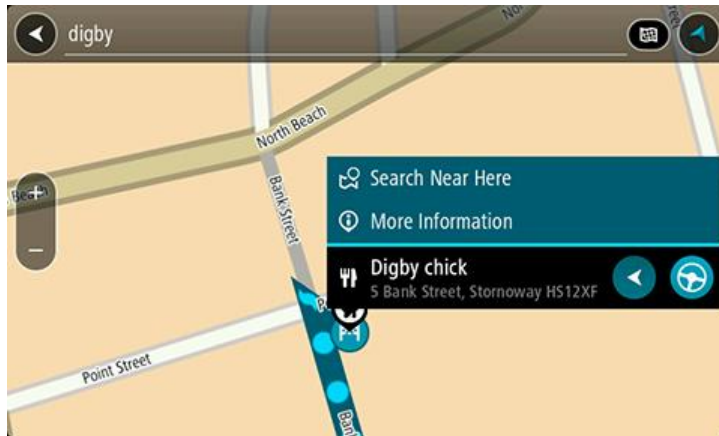 digby
No
North Beach
Beach
Bank Street
Search Near Here
More Information
Digby chick
5 Bank Street, Stornoway HS12XF
Point Street